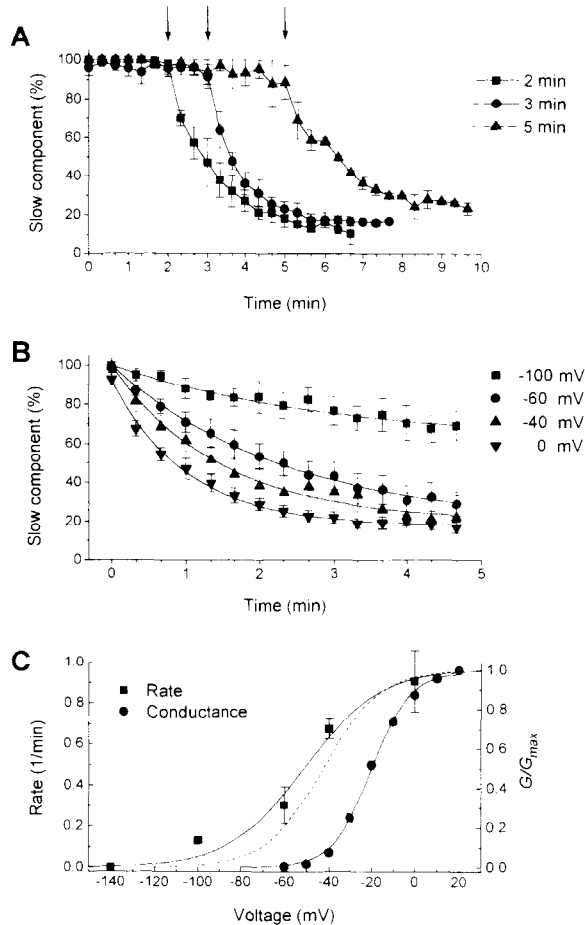 A
100
80
60
40
20
0
Slow component (%)
0 1 2 3 4 5 6 7 8 9 10
Time (min)
2 min
3 min
5 min
B
100
80
60
40
20
0
Slow component (%)
0 1 2 3 4 5
Time (min)
-100 mV
-60 mV
-40 mV
0 mV
C
1.0
0.8
0.6
0.4
0.2
0.0
Rate (1/min)
Rate
Conductance
1.0
0.8
0.6
0.4
0.2
0.0
G/Gmax
-140 -120 -100 -80 -60 -40 -20 0 20
Voltage (mV)